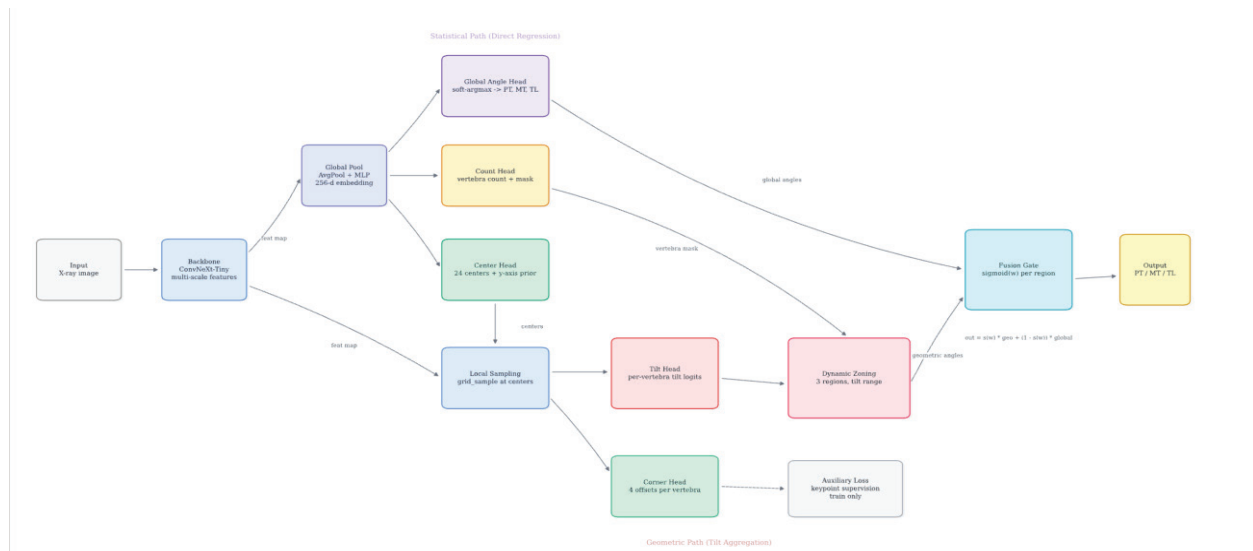 Statistical Path (Direct Regression)
Global Angle Head
soft-argmax -> PT, MT, TL
Global Pool
AvgPool + MLP
256-d embedding
Count Head
vertebra count + mask
global angles
feat map
vertebra mask
Input
X-ray image
Backbone
ConvNeXt-Tiny
multi-scale features
Center Head
24 centers + y-axis prior
Fusion Gate
sigmoid(w) per region
Output
PT / MT / TL
centers
feat map
out = s(w) * geo + (1 - s(w)) * global
geometric angles
Local Sampling
grid_sample at centers
Tilt Head
per-vertebra tilt logits
Dynamic Zoning
3 regions, tilt range
Corner Head
4 offsets per vertebra
Auxiliary Loss
keypoint supervision
train only
Geometric Path (Tilt Aggregation)